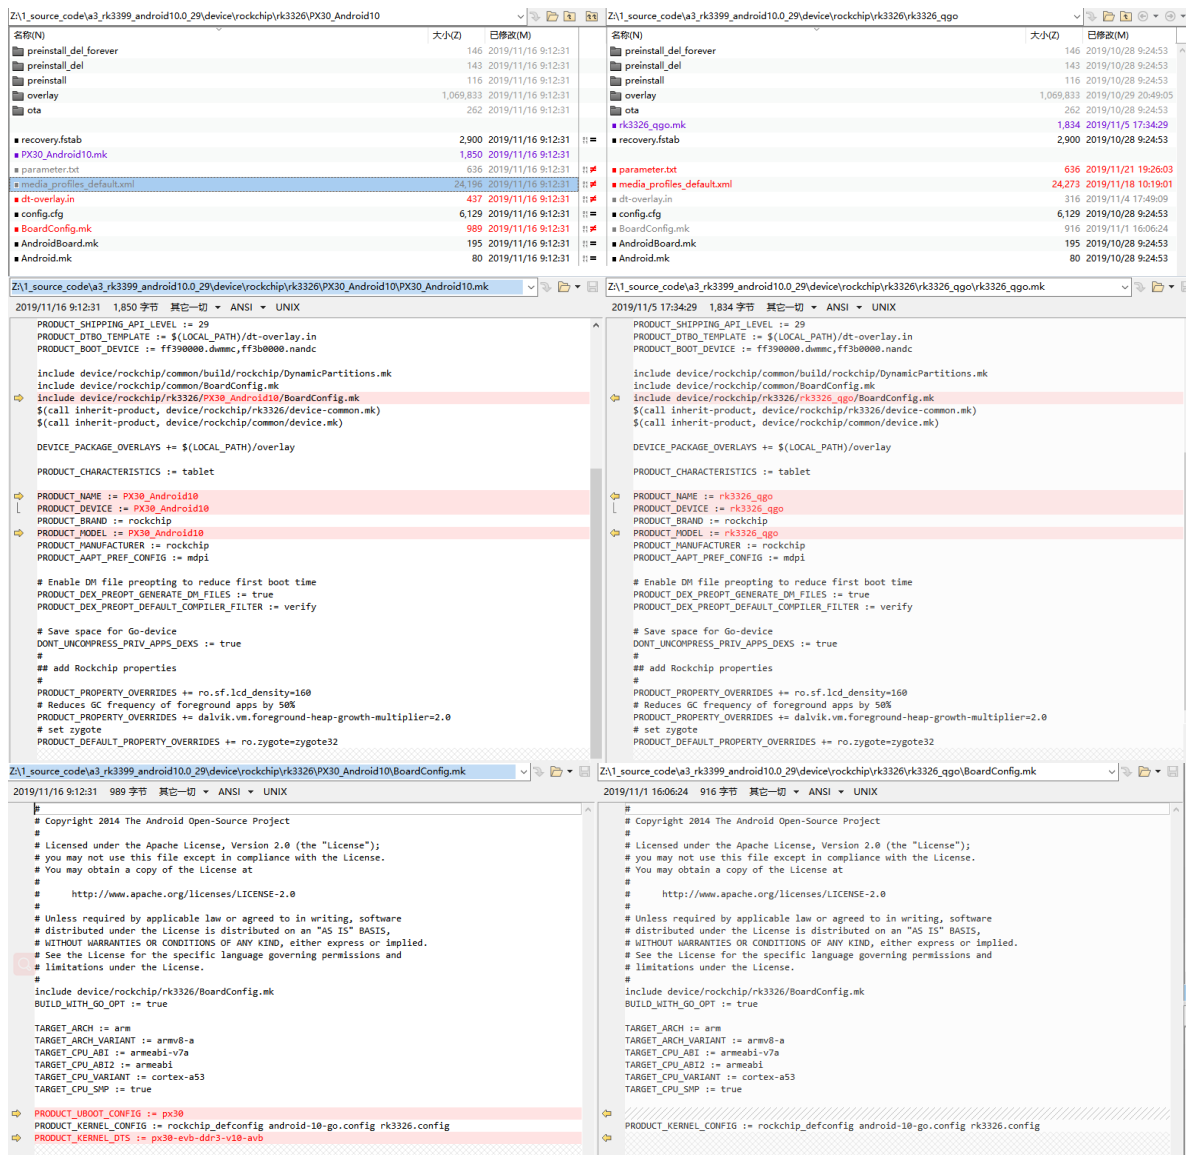 Z:\1_source_code\a3_rk3399_android10.0_29\device\rockchip\rk3326\PX30_Android10
名称(N) 大小(Z) 已修改(M)
preinstall_del_forever 146 2019/11/16 9:12:31
preinstall_del 143 2019/11/16 9:12:31
preinstall 116 2019/11/16 9:12:31
overlay 1,069,833 2019/11/16 9:12:31
ota 262 2019/11/16 9:12:31
recovery.fstab 2,900 2019/11/16 9:12:31 =
PX30_Android10.mk 1,850 2019/11/16 9:12:31
parameter.txt 636 2019/11/16 9:12:31 ≠
media_profiles_default.xml 24,196 2019/11/16 9:12:31 ≠
dt-overlay.in 437 2019/11/16 9:12:31 ≠
config.cfg 6,129 2019/11/16 9:12:31 =
BoardConfig.mk 989 2019/11/16 9:12:31 ≠
AndroidBoard.mk 195 2019/11/16 9:12:31 =
Android.mk 80 2019/11/16 9:12:31 =
Z:\1_source_code\a3_rk3399_android10.0_29\device\rockchip\rk3326\rk3326_qgo
名称(N) 大小(Z) 已修改(M)
preinstall_del_forever 146 2019/10/28 9:24:53
preinstall_del 143 2019/10/28 9:24:53
preinstall 116 2019/10/28 9:24:53
overlay 1,069,833 2019/10/29 20:49:05
ota 262 2019/10/28 9:24:53
rk3326_qgo.mk 1,834 2019/11/5 17:34:29
recovery.fstab 2,900 2019/10/28 9:24:53
parameter.txt 636 2019/11/21 19:26:03
media_profiles_default.xml 24,273 2019/11/18 10:19:01
dt-overlay.in 316 2019/11/4 17:49:09
config.cfg 6,129 2019/10/28 9:24:53
BoardConfig.mk 916 2019/11/1 16:06:24
AndroidBoard.mk 195 2019/10/28 9:24:53
Android.mk 80 2019/10/28 9:24:53
Z:\1_source_code\a3_rk3399_android10.0_29\device\rockchip\rk3326\PX30_Android10\PX30_Android10.mk
2019/11/16 9:12:31 1,850 字节 其它一切 ANSI UNIX
PRODUCT_SHIPPING_API_LEVEL := 29
PRODUCT_DTBO_TEMPLATE := $(LOCAL_PATH)/dt-overlay.in
PRODUCT_BOOT_DEVICE := ff390000.dwmmc,ff3b0000.nandc
include device/rockchip/common/build/rockchip/DynamicPartitions.mk
include device/rockchip/common/BoardConfig.mk
include device/rockchip/rk3326/PX30_Android10/BoardConfig.mk
$(call inherit-product, device/rockchip/rk3326/device-common.mk)
$(call inherit-product, device/rockchip/common/device.mk)
DEVICE_PACKAGE_OVERLAYS += $(LOCAL_PATH)/overlay
PRODUCT_CHARACTERISTICS := tablet
PRODUCT_NAME := PX30_Android10
PRODUCT_DEVICE := PX30_Android10
PRODUCT_BRAND := rockchip
PRODUCT_MODEL := PX30_Android10
PRODUCT_MANUFACTURER := rockchip
PRODUCT_AAPT_PREF_CONFIG := mdpi
# Enable DM file preopting to reduce first boot time
PRODUCT_DEX_PREOPT_GENERATE_DM_FILES := true
PRODUCT_DEX_PREOPT_DEFAULT_COMPILER_FILTER := verify
# Save space for Go-device
DONT_UNCOMPRESS_PRIV_APPS_DEXS := true
#
## add Rockchip properties
#
PRODUCT_PROPERTY_OVERRIDES += ro.sf.lcd_density=160
# Reduces GC frequency of foreground apps by 50%
PRODUCT_PROPERTY_OVERRIDES += dalvik.vm.foreground-heap-growth-multiplier=2.0
# set zygote
PRODUCT_DEFAULT_PROPERTY_OVERRIDES += ro.zygote=zygote32
Z:\1_source_code\a3_rk3399_android10.0_29\device\rockchip\rk3326\rk3326_qgo\rk3326_qgo.mk
2019/11/5 17:34:29 1,834 字节 其它一切 ANSI UNIX
PRODUCT_SHIPPING_API_LEVEL := 29
PRODUCT_DTBO_TEMPLATE := $(LOCAL_PATH)/dt-overlay.in
PRODUCT_BOOT_DEVICE := ff390000.dwmmc,ff3b0000.nandc
include device/rockchip/common/build/rockchip/DynamicPartitions.mk
include device/rockchip/common/BoardConfig.mk
include device/rockchip/rk3326/rk3326_qgo/BoardConfig.mk
$(call inherit-product, device/rockchip/rk3326/device-common.mk)
$(call inherit-product, device/rockchip/common/device.mk)
DEVICE_PACKAGE_OVERLAYS += $(LOCAL_PATH)/overlay
PRODUCT_CHARACTERISTICS := tablet
PRODUCT_NAME := rk3326_qgo
PRODUCT_DEVICE := rk3326_qgo
PRODUCT_BRAND := rockchip
PRODUCT_MODEL := rk3326_qgo
PRODUCT_MANUFACTURER := rockchip
PRODUCT_AAPT_PREF_CONFIG := mdpi
# Enable DM file preopting to reduce first boot time
PRODUCT_DEX_PREOPT_GENERATE_DM_FILES := true
PRODUCT_DEX_PREOPT_DEFAULT_COMPILER_FILTER := verify
# Save space for Go-device
DONT_UNCOMPRESS_PRIV_APPS_DEXS := true
#
## add Rockchip properties
#
PRODUCT_PROPERTY_OVERRIDES += ro.sf.lcd_density=160
# Reduces GC frequency of foreground apps by 50%
PRODUCT_PROPERTY_OVERRIDES += dalvik.vm.foreground-heap-growth-multiplier=2.0
# set zygote
PRODUCT_DEFAULT_PROPERTY_OVERRIDES += ro.zygote=zygote32
Z:\1_source_code\a3_rk3399_android10.0_29\device\rockchip\rk3326\PX30_Android10\BoardConfig.mk
2019/11/16 9:12:31 989 字节 其它一切 ANSI UNIX
#
# Copyright 2014 The Android Open-Source Project
#
# Licensed under the Apache License, Version 2.0 (the "License");
# you may not use this file except in compliance with the License.
# You may obtain a copy of the License at
#
# http://www.apache.org/licenses/LICENSE-2.0
#
# Unless required by applicable law or agreed to in writing, software
# distributed under the License is distributed on an "AS IS" BASIS,
# WITHOUT WARRANTIES OR CONDITIONS OF ANY KIND, either express or implied.
# See the License for the specific language governing permissions and
# limitations under the License.
#
include device/rockchip/rk3326/BoardConfig.mk
BUILD_WITH_GO_OPT := true
TARGET_ARCH := arm
TARGET_ARCH_VARIANT := armv8-a
TARGET_CPU_ABI := armeabi-v7a
TARGET_CPU_ABI2 := armeabi
TARGET_CPU_VARIANT := cortex-a53
TARGET_CPU_SMP := true
PRODUCT_UBOOT_CONFIG := px30
PRODUCT_KERNEL_CONFIG := rockchip_defconfig android-10-go.config rk3326.config
PRODUCT_KERNEL_DTS := px30-evb-ddr3-v10-avb
Z:\1_source_code\a3_rk3399_android10.0_29\device\rockchip\rk3326\rk3326_qgo\BoardConfig.mk
2019/11/1 16:06:24 916 字节 其它一切 ANSI UNIX
#
# Copyright 2014 The Android Open-Source Project
#
# Licensed under the Apache License, Version 2.0 (the "License");
# you may not use this file except in compliance with the License.
# You may obtain a copy of the License at
#
# http://www.apache.org/licenses/LICENSE-2.0
#
# Unless required by applicable law or agreed to in writing, software
# distributed under the License is distributed on an "AS IS" BASIS,
# WITHOUT WARRANTIES OR CONDITIONS OF ANY KIND, either express or implied.
# See the License for the specific language governing permissions and
# limitations under the License.
#
include device/rockchip/rk3326/BoardConfig.mk
BUILD_WITH_GO_OPT := true
TARGET_ARCH := arm
TARGET_ARCH_VARIANT := armv8-a
TARGET_CPU_ABI := armeabi-v7a
TARGET_CPU_ABI2 := armeabi
TARGET_CPU_VARIANT := cortex-a53
TARGET_CPU_SMP := true
PRODUCT_KERNEL_CONFIG := rockchip_defconfig android-10-go.config rk3326.config